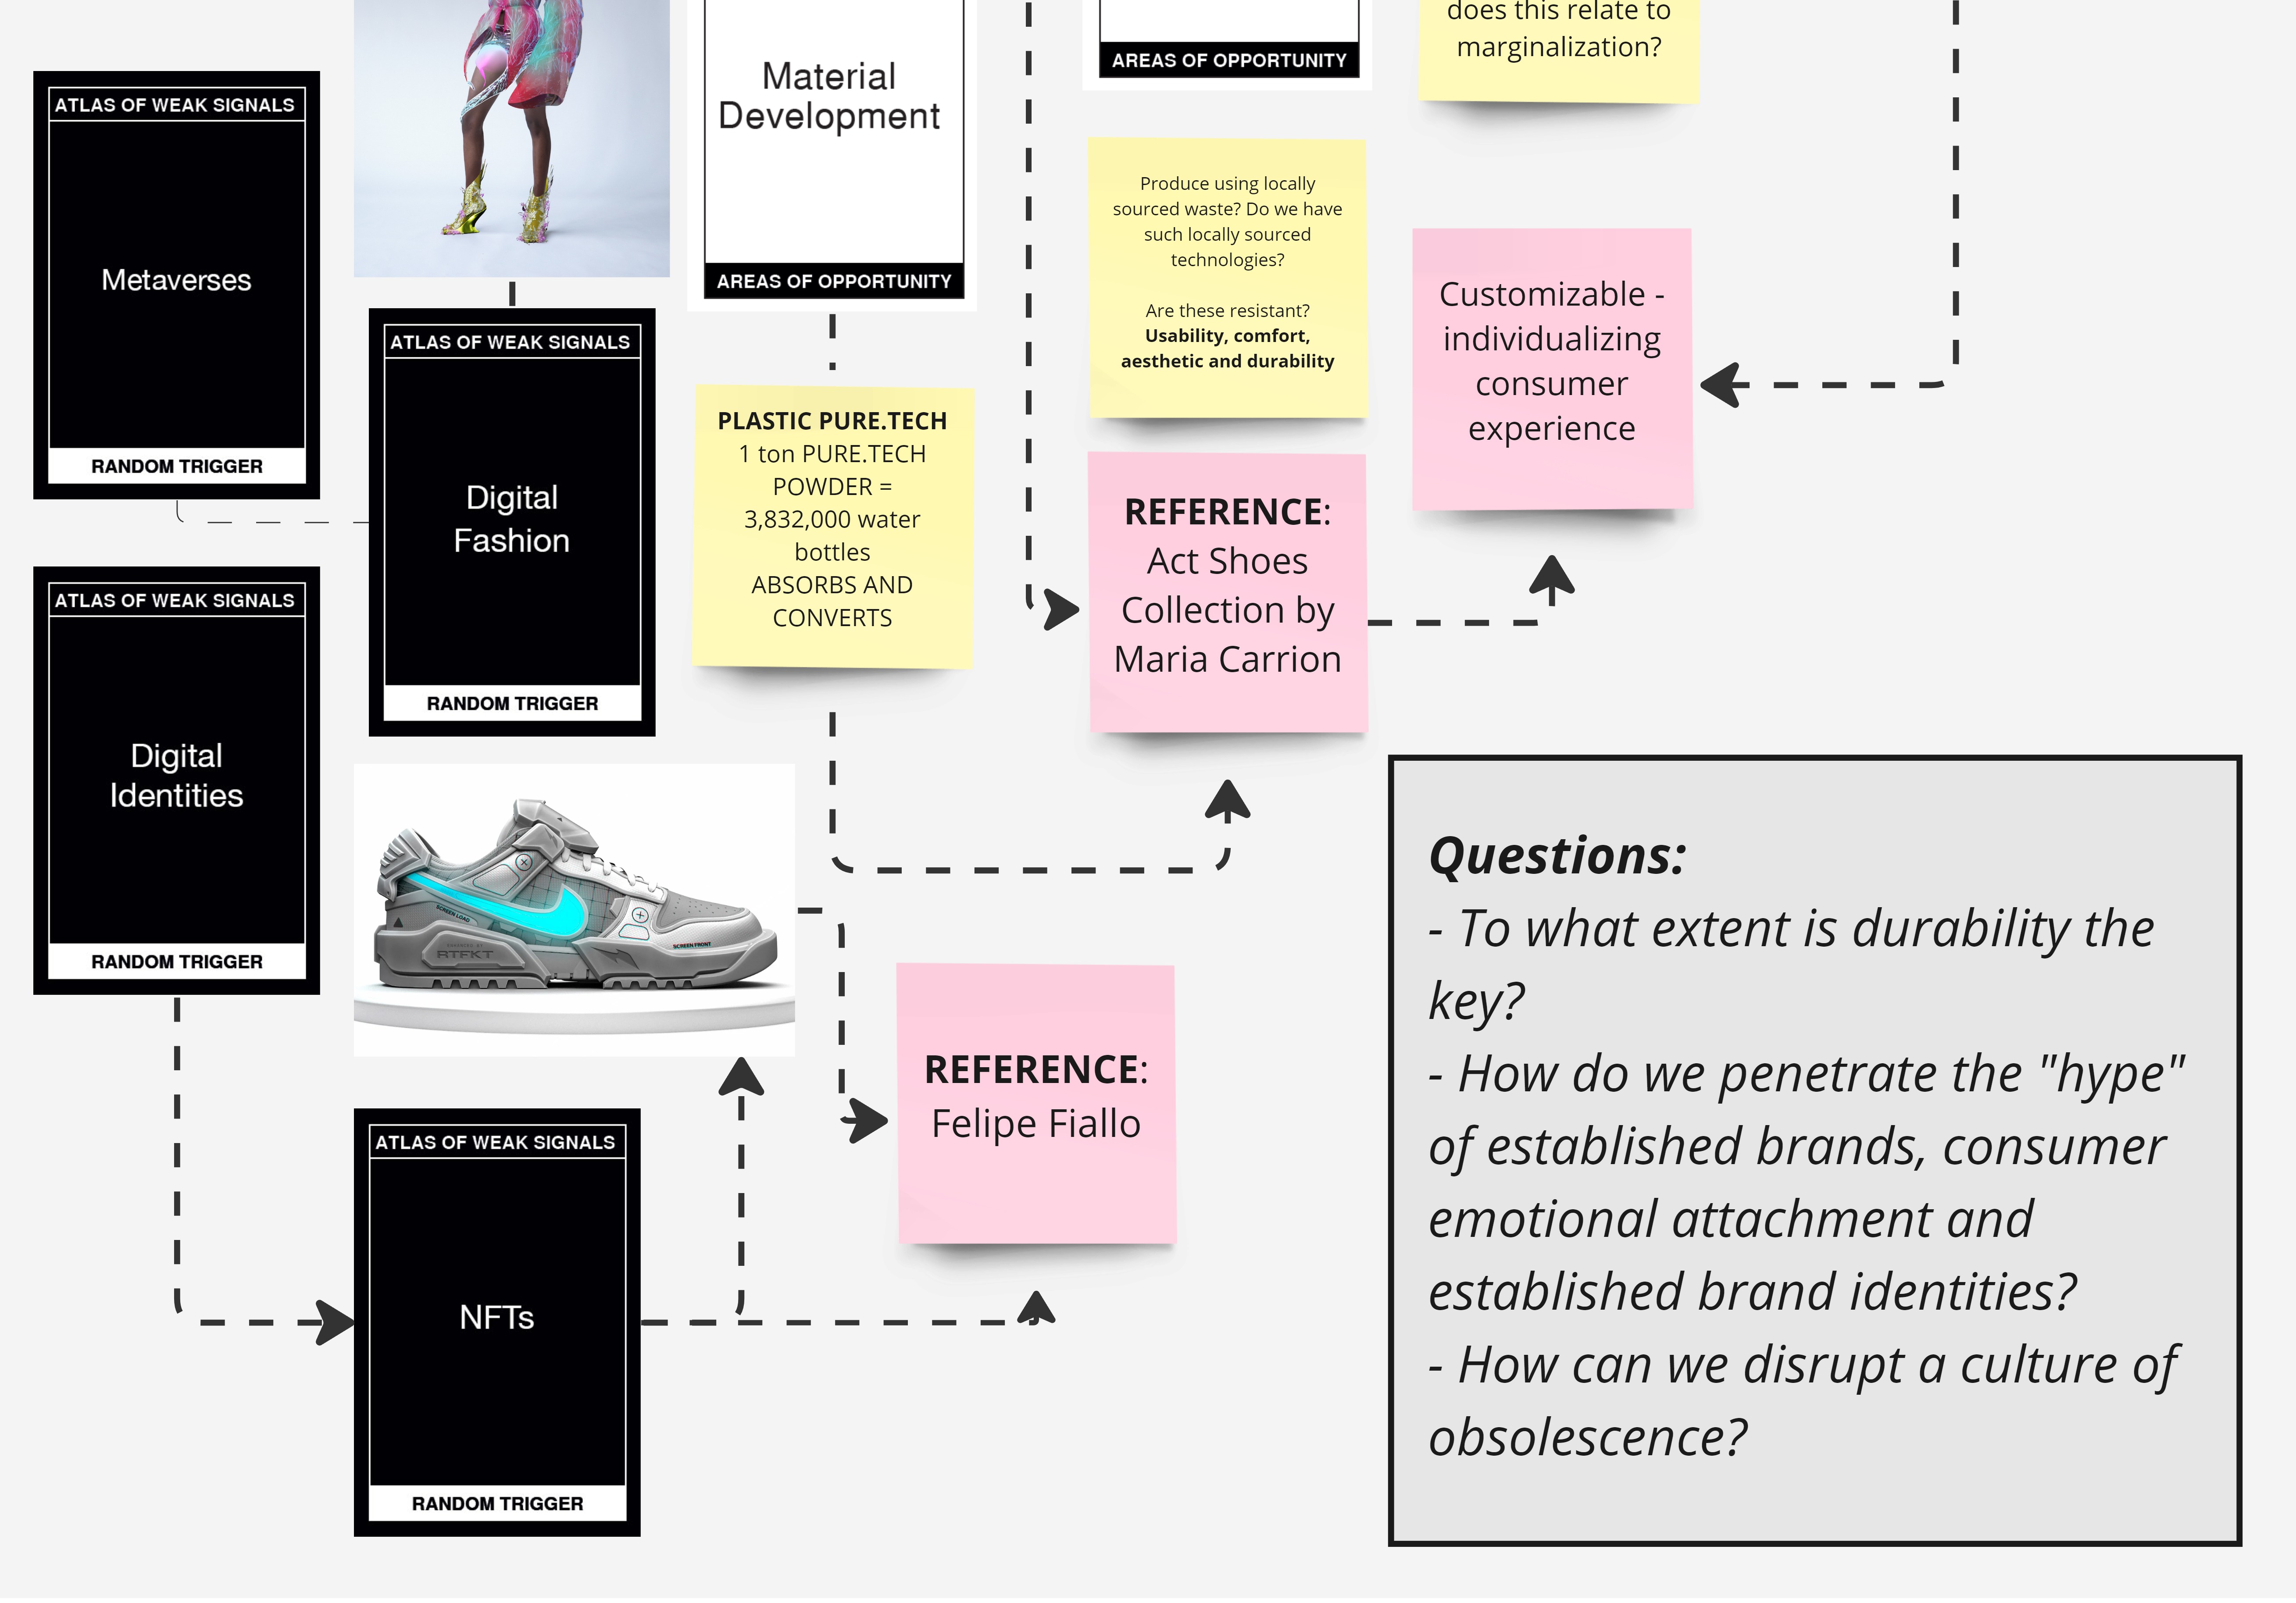 does this relate to
marginalization?
AREAS OF OPPORTUNITY
Material
Development
AREAS OF OPPORTUNITY
ATLAS OF WEAK SIGNALS
Metaverses
RANDOM TRIGGER
Produce using locally
sourced waste? Do we have
such locally sourced
technologies?
Are these resistant?
Usability, comfort,
aesthetic and durability
Customizable -
individualizing
consumer
experience
ATLAS OF WEAK SIGNALS
Digital
Fashion
RANDOM TRIGGER
PLASTIC PURE.TECH
1 ton PURE.TECH
POWDER =
3,832,000 water
bottles
ABSORBS AND
CONVERTS
REFERENCE:
Act Shoes
Collection by
Maria Carrion
ATLAS OF WEAK SIGNALS
Digital
Identities
RANDOM TRIGGER
SCREEN LOAD
SCREEN FRONT
RTFKT
REFERENCE:
Felipe Fiallo
ATLAS OF WEAK SIGNALS
NFTs
RANDOM TRIGGER
Questions:
- To what extent is durability the
key?
- How do we penetrate the "hype"
of established brands, consumer
emotional attachment and
established brand identities?
- How can we disrupt a culture of
obsolescence?